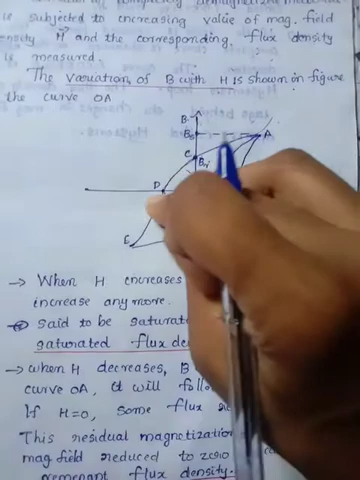 is subjected to increasing value of mag. field
density H and the corresponding flux density
is measured
The Variation of B with H is shown in figure
the curve OA
B
Bs
A
C
Br
D
E
→ When H increases
increase any more.
said to be saturat
saturated flux de
→ When H decreases, B
curve OA, it will follo
If H=0, some flux
This residual magnetization
mag field reduced to zero
remenant flux density.